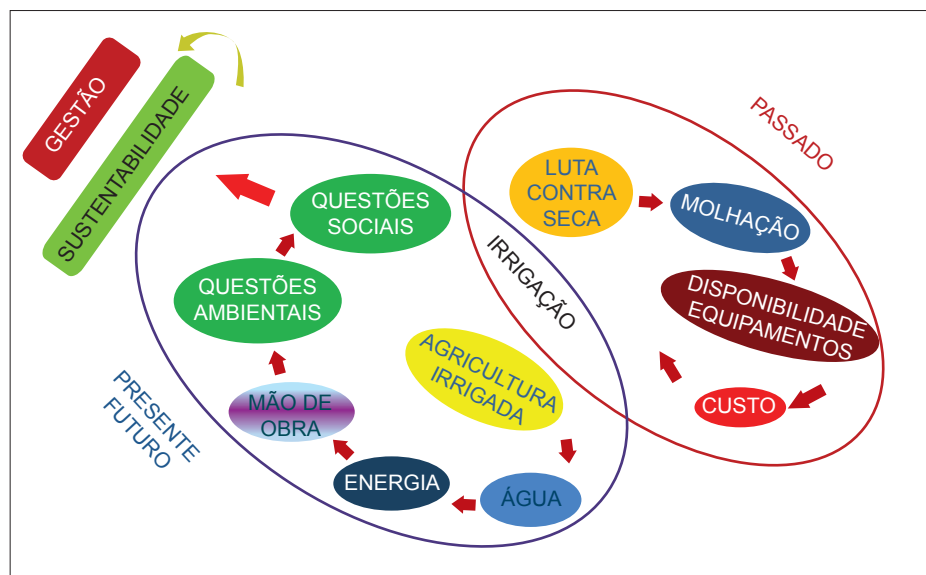 GESTÃO
SUSTENTABILIDADE
PASSADO
LUTA
CONTRA
SECA
MOLHAÇÃO
DISPONIBILIDADE
EQUIPAMENTOS
CUSTO
IRRIGAÇÃO
QUESTÕES
SOCIAIS
QUESTÕES
AMBIENTAIS
AGRICULTURA
IRRIGADA
MÃO DE
OBRA
ENERGIA
ÁGUA
PRESENTE
FUTURO